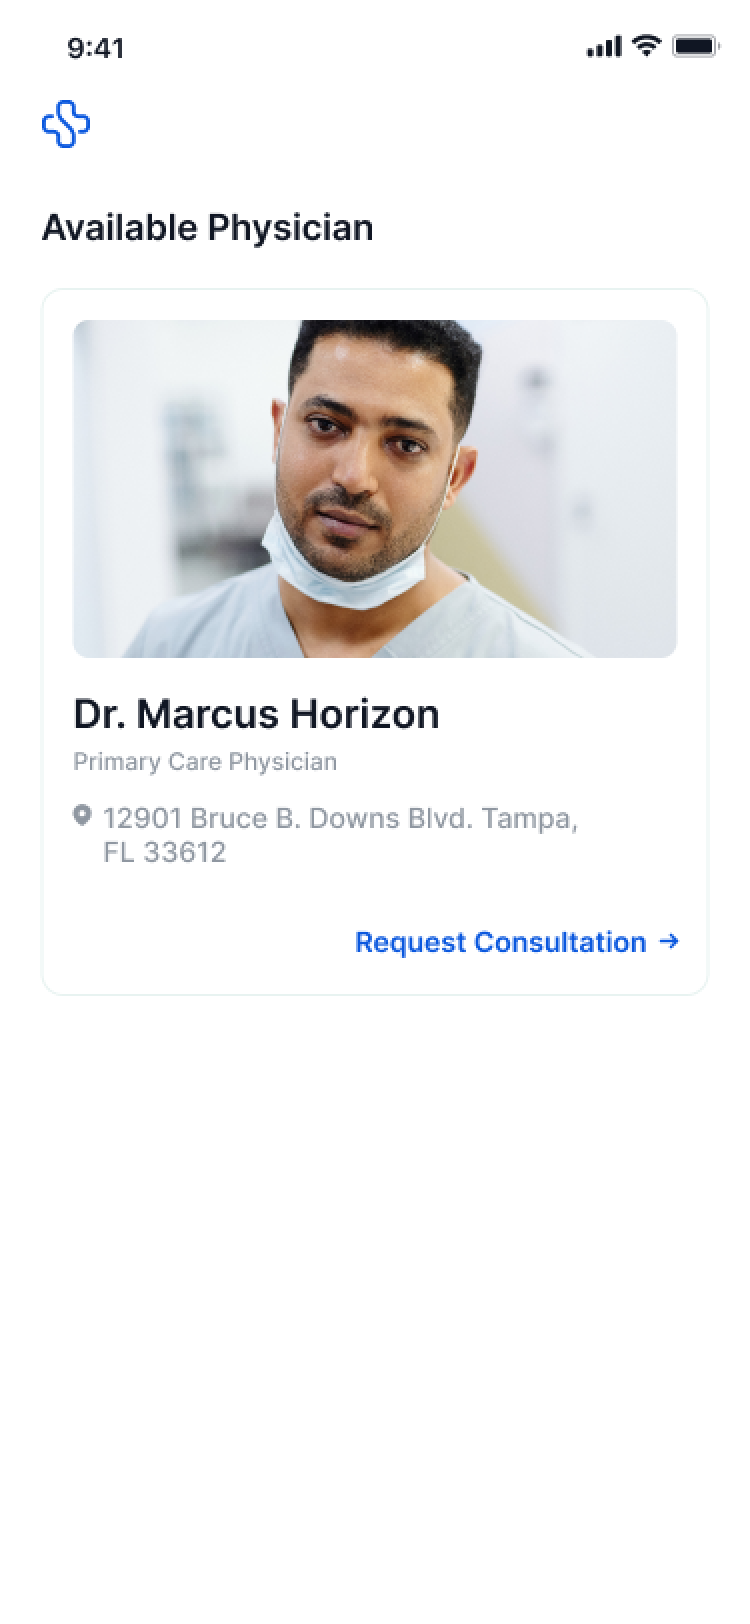 9:41
Available Physician
Dr. Marcus Horizon
Primary Care Physician
12901 Bruce B. Downs Blvd. Tampa,
FL 33612
Request Consultation →